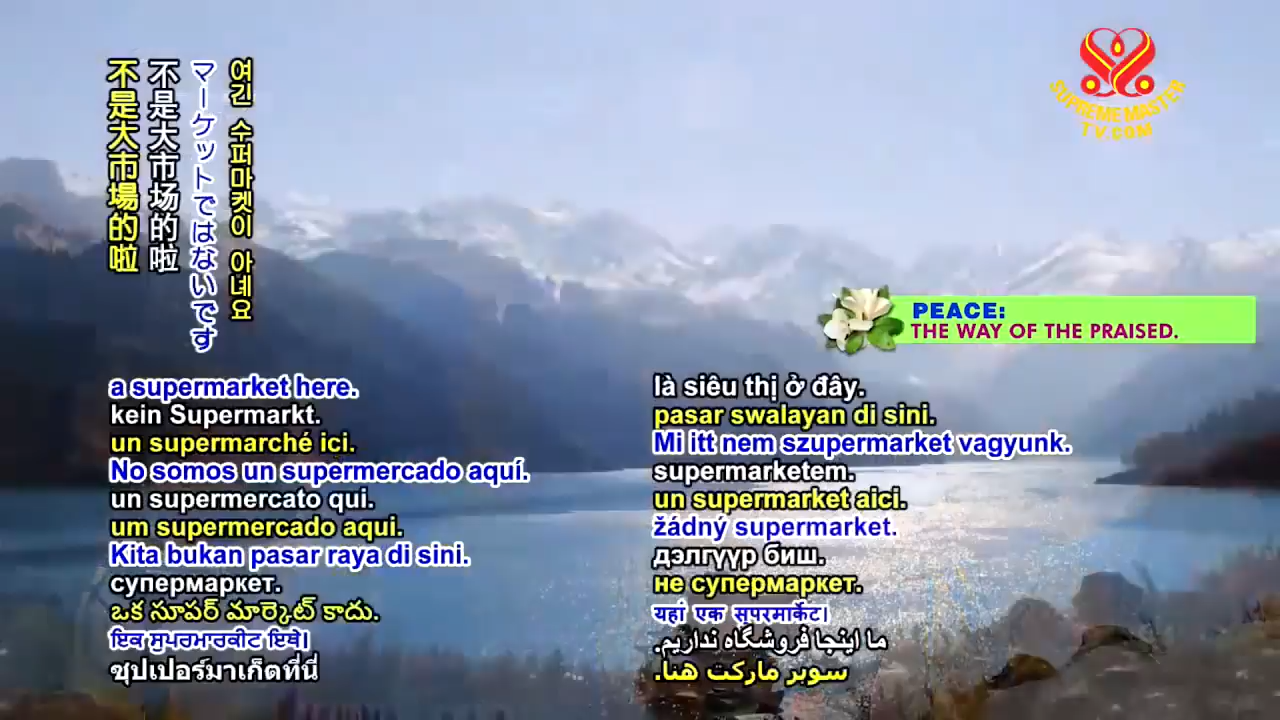 여긴 수퍼마켓이 아녜요
マーケットではないです
不是大市场的啦
不是大市場的啦
SUPREME MASTER
TV.COM
PEACE:
THE WAY OF THE PRAISED.
a supermarket here.
kein Supermarkt.
un supermarché ici.
No somos un supermercado aquí.
un supermercato qui.
um supermercado aqui.
Kita bukan pasar raya di sini.
супермаркет.
ఒక సూపర్ మార్కెట్ కాదు.
ਇਕ ਸੁਪਰਮਾਰਕੀਟ ਇਥੇ।
ซุปเปอร์มาเก็ตที่นี่
là siêu thị ở đây.
pasar swalayan di sini.
Mi itt nem szupermarket vagyunk.
supermarketem.
un supermarket aici.
žádný supermarket.
дэлгүүр биш.
не супермаркет.
यहां एक सुपरमार्केट।
ما اینجا فروشگاه نداریم.
سوبر ماركت هنا.